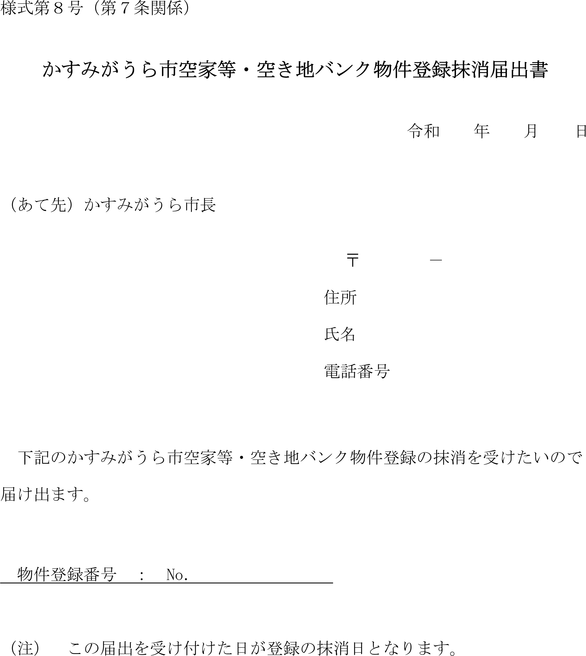 様式第８号（第７条関係）
かすみがうら市空家等・空き地バンク物件登録抹消届出書
令和　　年　　月　　日
（あて先）かすみがうら市長
〒　　　　－
住所
氏名
電話番号
下記のかすみがうら市空家等・空き地バンク物件登録の抹消を受けたいので
届け出ます。
物件登録番号　：　No.
（注）　この届出を受け付けた日が登録の抹消日となります。